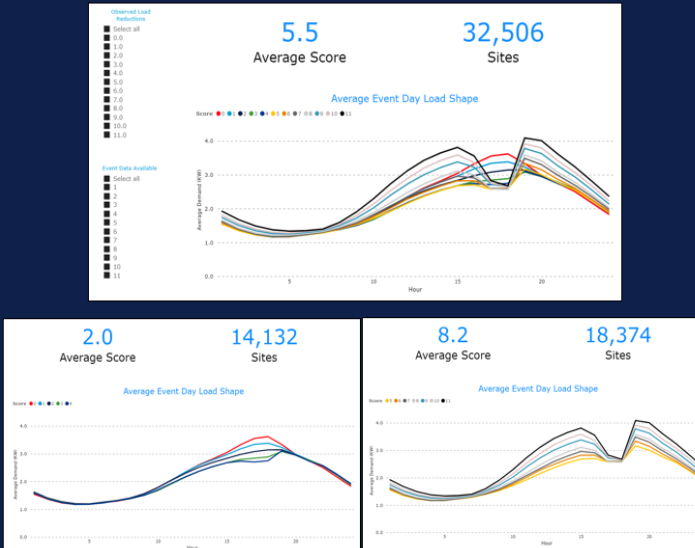 Observed Load
Reductions
Select all
0.0
1.0
2.0
3.0
4.0
5.0
6.0
7.0
8.0
9.0
10.0
11.0
Event Data Available
Select all
1
2
3
4
5
6
7
8
9
10
11
5.5
Average Score
32,506
Sites
Average Event Day Load Shape
Score 0 1 2 3 4 5 6 7 8 9 10 11
Average Demand (KW)
4.0
3.0
2.0
1.0
0.0
5 10 15 20
Hour
2.0
Average Score
14,132
Sites
Average Event Day Load Shape
Score 0 1 2 3 4
Average Demand (KW)
4.0
3.0
2.0
1.0
5 10 15 20
Hour
8.2
Average Score
18,374
Sites
Average Event Day Load Shape
Score 5 6 7 8 9 10 11
Average Demand (KW)
4.0
3.0
2.0
1.0
0.0
5 10 15 20
Hour